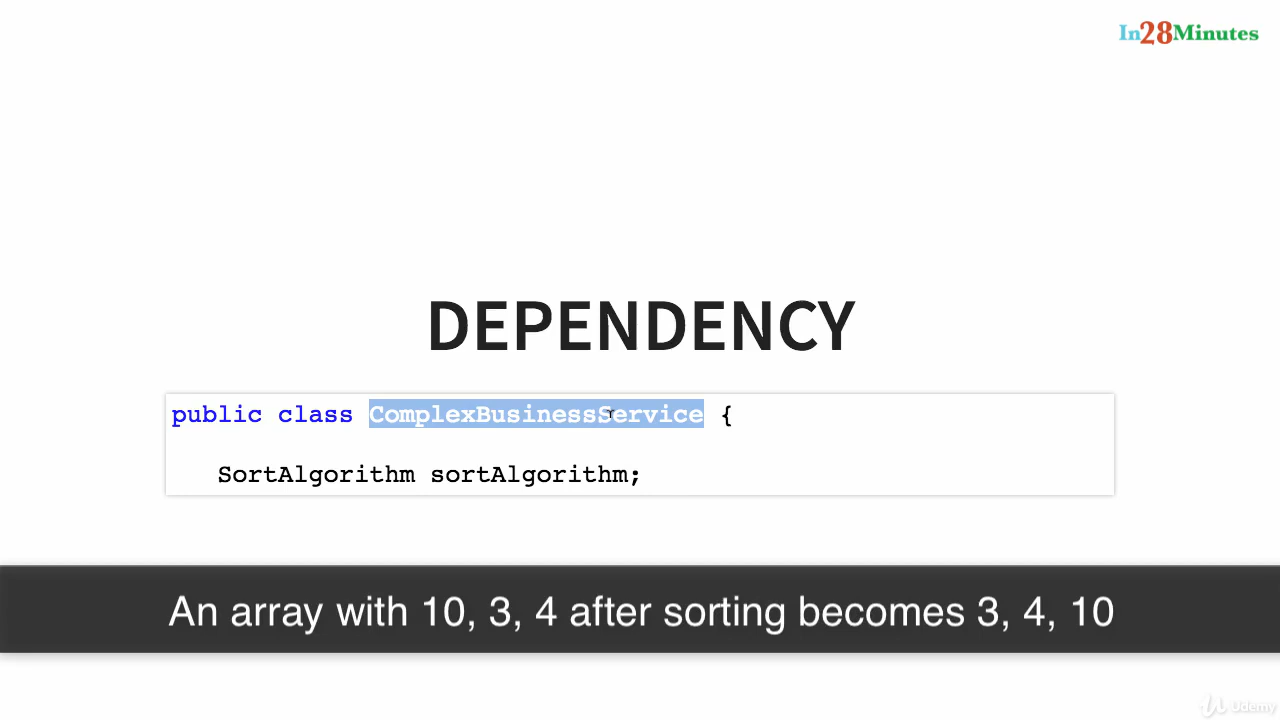 In28Minutes
DEPENDENCY
public class ComplexBusinessService {
SortAlgorithm sortAlgorithm;
An array with 10, 3, 4 after sorting becomes 3, 4, 10
Udemy